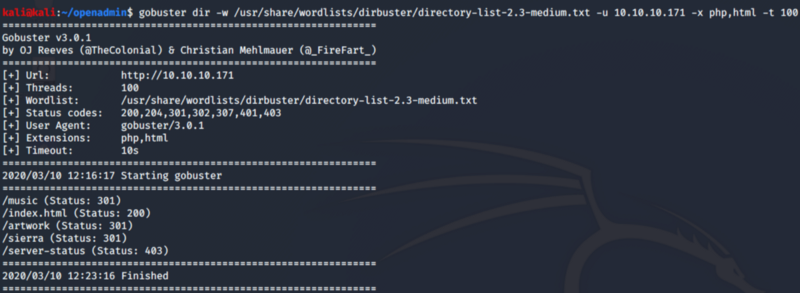 kali@kali:~/openadmin$ gobuster dir -w /usr/share/wordlists/dirbuster/directory-list-2.3-medium.txt -u 10.10.10.171 -x php,html -t 100
===============================================================
Gobuster v3.0.1
by OJ Reeves (@TheColonial) & Christian Mehlmauer (@_FireFart_)
===============================================================
[+] Url:            http://10.10.10.171
[+] Threads:        100
[+] Wordlist:       /usr/share/wordlists/dirbuster/directory-list-2.3-medium.txt
[+] Status codes:   200,204,301,302,307,401,403
[+] User Agent:     gobuster/3.0.1
[+] Extensions:     php,html
[+] Timeout:        10s
===============================================================
2020/03/10 12:16:17 Starting gobuster
===============================================================
/music (Status: 301)
/index.html (Status: 200)
/artwork (Status: 301)
/sierra (Status: 301)
/server-status (Status: 403)
===============================================================
2020/03/10 12:23:16 Finished
===============================================================